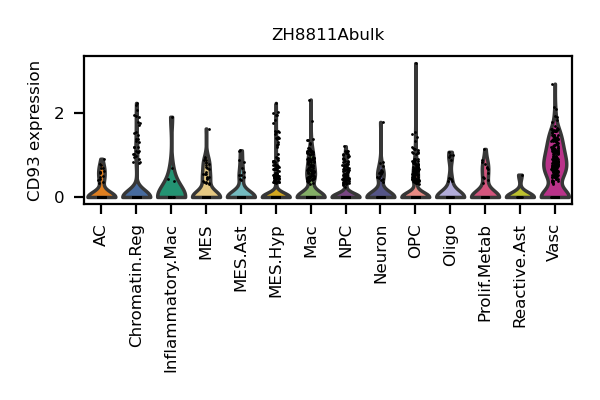 ZH8811Abulk
CD93 expression
2
0
AC
Chromatin.Reg
Inflammatory.Mac
MES
MES.Ast
MES.Hyp
Mac
NPC
Neuron
OPC
Oligo
Prolif.Metab
Reactive.Ast
Vasc